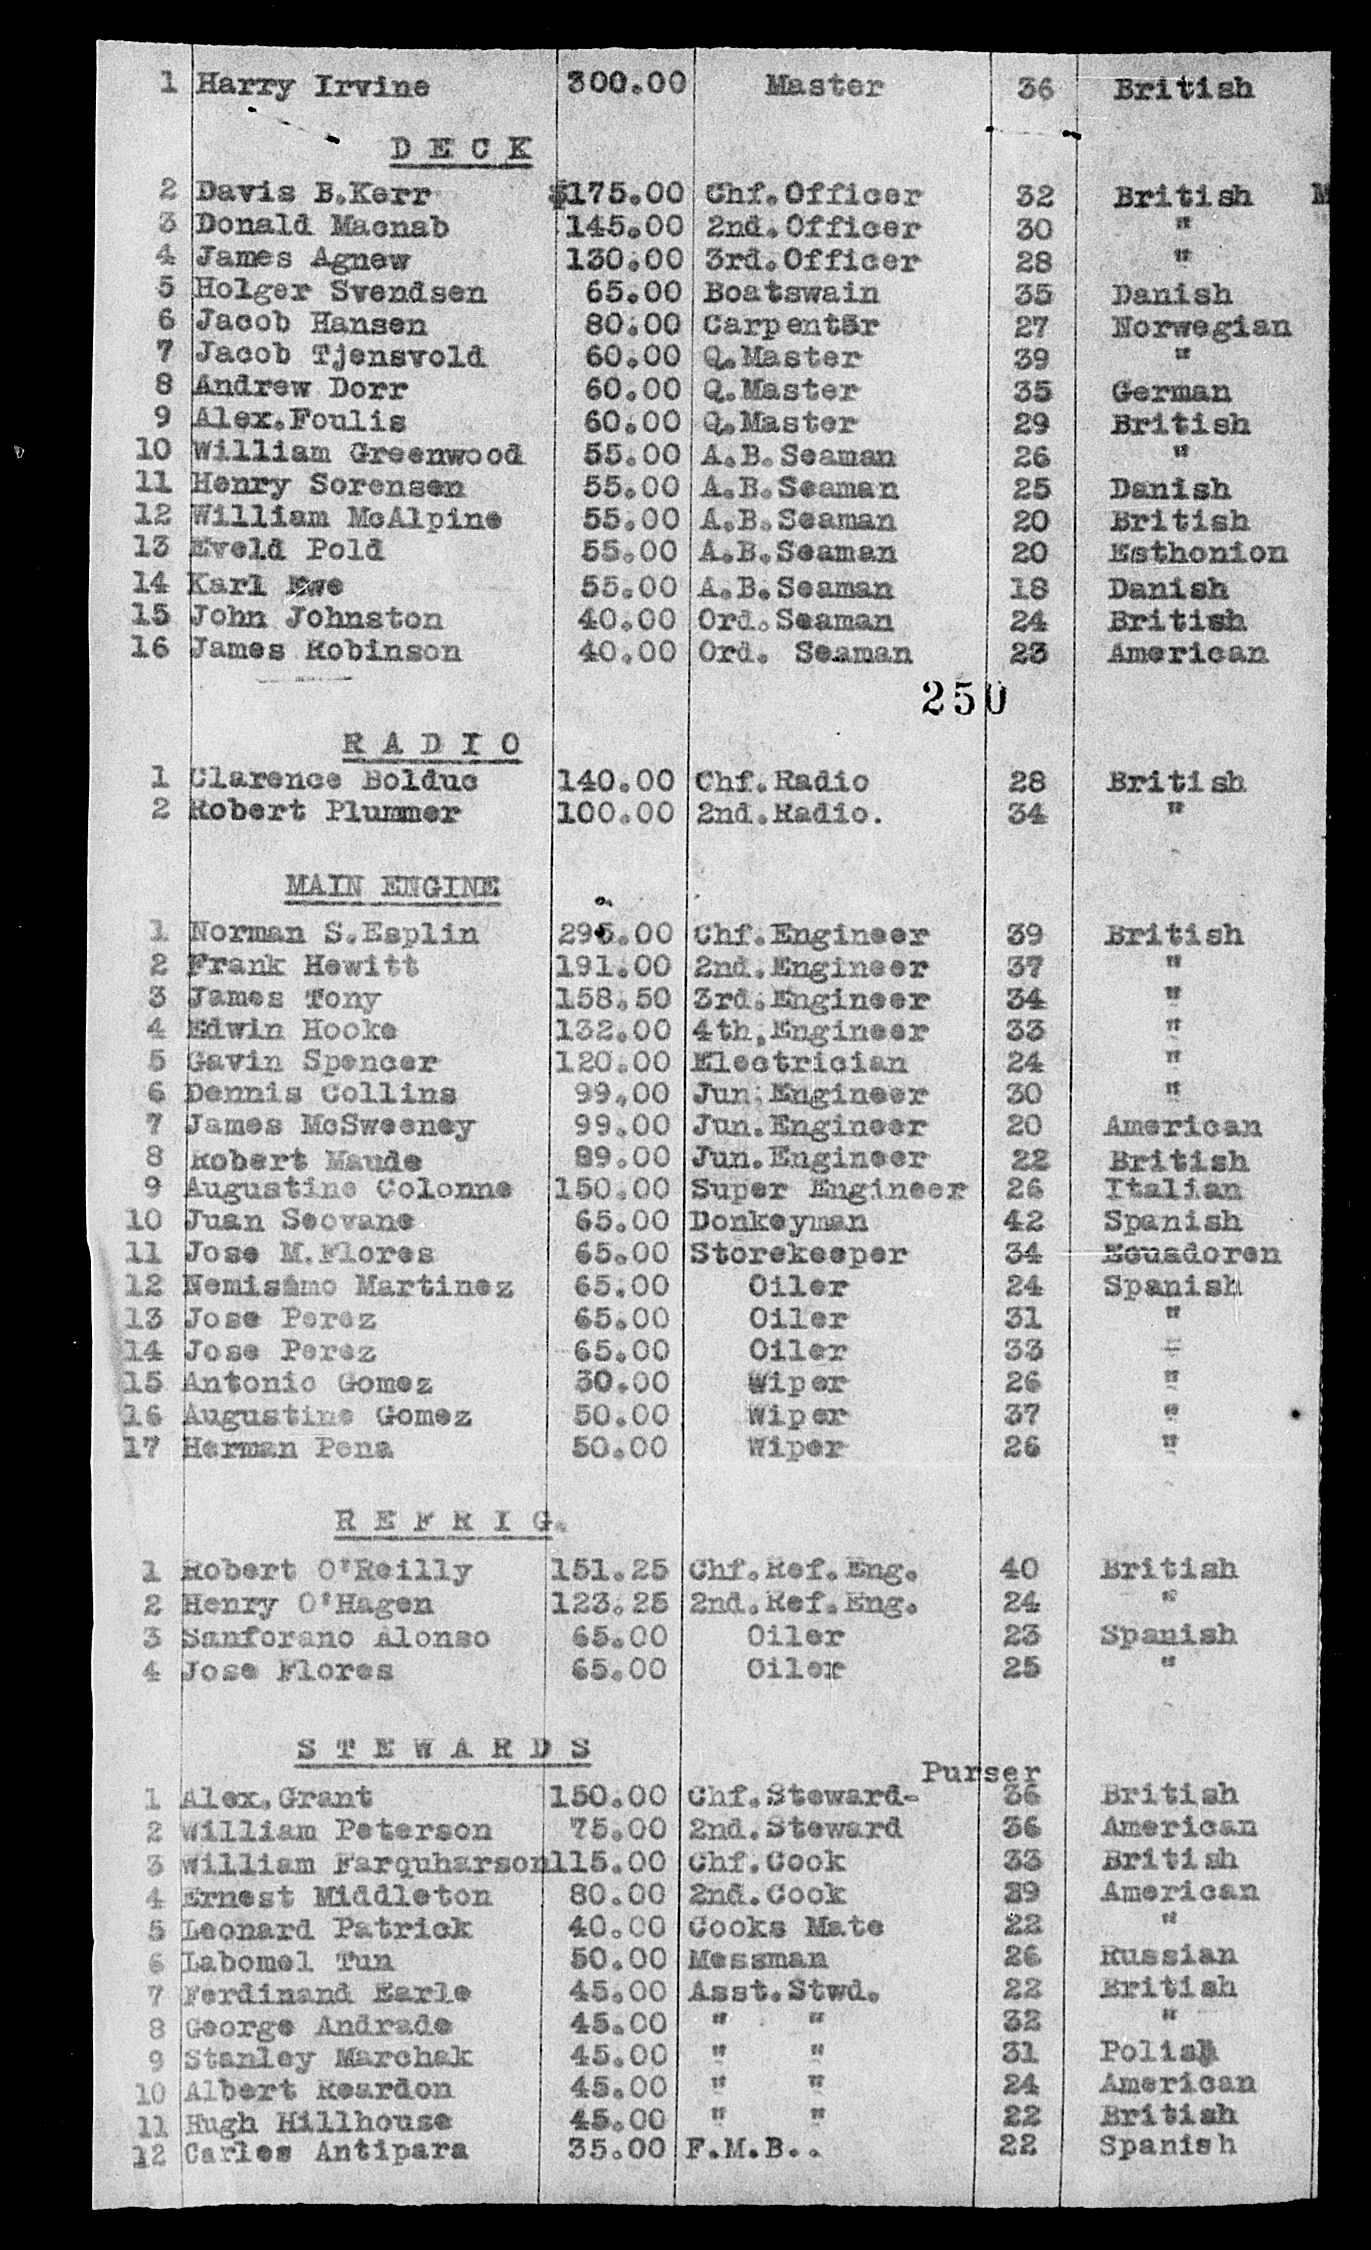 1 Harry Irvine 300.00 Master 36 British
D E C K
2 Davis B.Kerr $175.00 Chf.Officer 32 British M
3 Donald Macnab 145.00 2nd.Officer 30 "
4 James Agnew 130.00 3rd.Officer 28 "
5 Holger Svendsen 65.00 Boatswain 35 Danish
6 Jacob Hansen 80.00 Carpenter 27 Norwegian
7 Jacob Tjensvold 60.00 Q.Master 39 "
8 Andrew Dorr 60.00 Q.Master 35 German
9 Alex.Foulis 60.00 Q.Master 29 British
10 William Greenwood 55.00 A.B.Seaman 26 "
11 Henry Sorensen 55.00 A.B.Seaman 25 Danish
12 William McAlpine 55.00 A.B.Seaman 20 British
13 Eveld Pold 55.00 A.B.Seaman 20 Esthonion
14 Karl Ewe 55.00 A.B.Seaman 18 Danish
15 John Johnston 40.00 Ord.Seaman 24 British
16 James Robinson 40.00 Ord. Seaman 23 American
250
R A D I O
1 Clarence Bolduc 140.00 Chf.Radio 28 British
2 Robert Plummer 100.00 2nd.Radio. 34 "
MAIN ENGINE
1 Norman S.Esplin 295.00 Chf.Engineer 39 British
2 Frank Hewitt 191.00 2nd.Engineer 37 "
3 James Tony 158.50 3rd.Engineer 34 "
4 Edwin Hooke 132.00 4th,Engineer 33 "
5 Gavin Spencer 120.00 Electrician 24 "
6 Dennis Collins 99.00 Jun.Engineer 30 "
7 James McSweeney 99.00 Jun.Engineer 20 American
8 Robert Maude 89.00 Jun.Engineer 22 British
9 Augustine Colonne 150.00 Super Engineer 26 Italian
10 Juan Seovane 65.00 Donkeyman 42 Spanish
11 Jose M.Flores 65.00 Storekeeper 34 Ecuadoren
12 Martinez 65.00 Oiler 24 Spanish
13 Jose Perez 65.00 Oiler 31 "
14 Jose Perez 65.00 Oiler 33 "
15 Antonio Gomez 30.00 Wiper 26 "
16 Augustine Gomez 50.00 Wiper 37 "
17 Herman Pena 50.00 Wiper 26 "
R E F R I G.
1 Robert O'Reilly 151.25 Chf.Ref.Eng. 40 British
2 Henry O'Hagen 123.25 2nd.Ref.Eng. 24 "
3 Sanforano Alonso 65.00 Oiler 23 Spanish
4 Jose Flores 65.00 Oiler 25 "
S T E W A R D S
Purser
1 Alex.Grant 150.00 Chf.Steward- 36 British
2 William Peterson 75.00 2nd.Steward 36 American
3 William Farquharson 115.00 Chf.Cook 33 British
4 Ernest Middleton 80.00 2nd.Cook 39 American
5 Leonard Patrick 40.00 Cooks Mate 22 "
6 Labomel Tun 50.00 Messman 26 Russian
7 Ferdinand Earle 45.00 Asst.Stwd. 22 British
8 George Andrade 45.00 " " 32 "
9 Stanley Marchak 45.00 " " 31 Polish
10 Albert Reardon 45.00 " " 24 American
11 Hugh Hillhouse 45.00 " " 22 British
12 Carles Antipara 35.00 F.M.B.. 22 Spanish